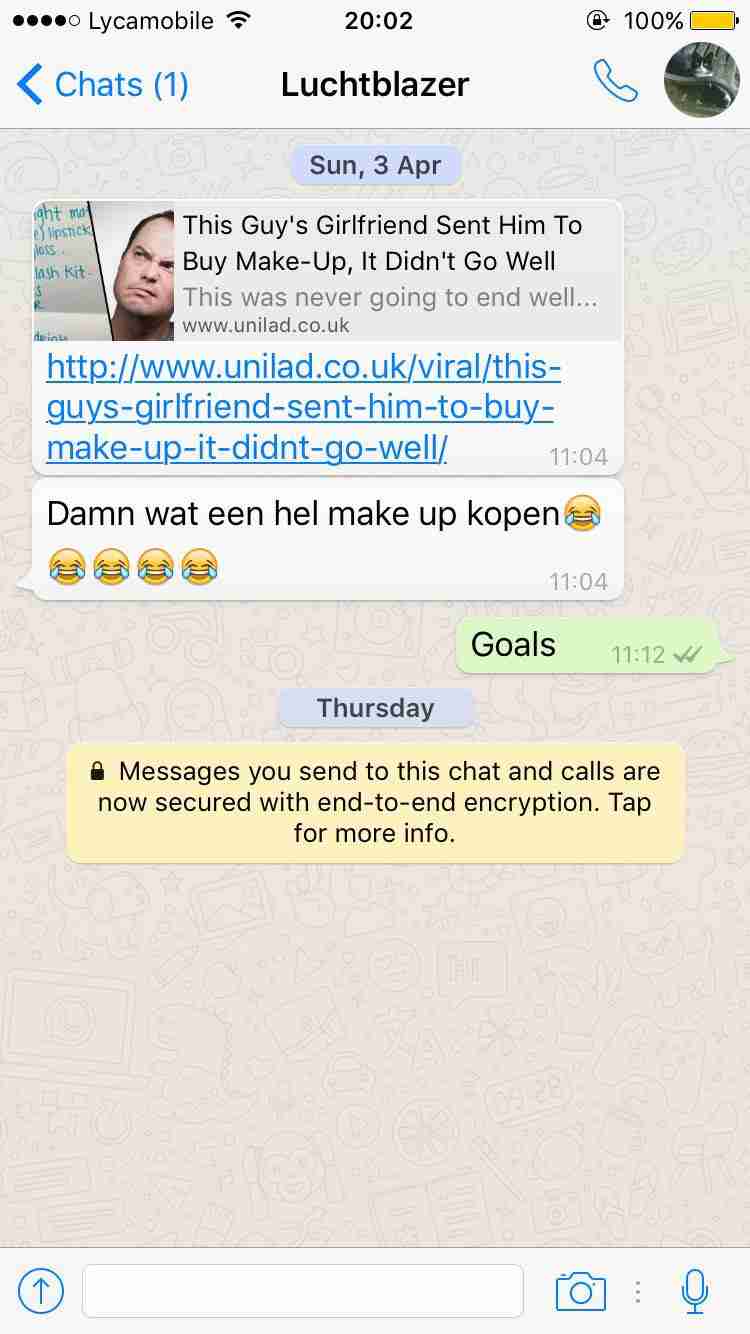 Lycamobile 20:02 100%
Chats (1) Luchtblazer
Sun, 3 Apr
ght
lipstick
loss
lash kit
This Guy's Girlfriend Sent Him To
Buy Make-Up, It Didn't Go Well
This was never going to end well...
www.unilad.co.uk
http://www.unilad.co.uk/viral/this-
guys-girlfriend-sent-him-to-buy-
make-up-it-didnt-go-well/
11:04
Damn wat een hel make up kopen😂
😂😂😂😂
11:04
Goals 11:12
Thursday
Messages you send to this chat and calls are
now secured with end-to-end encryption. Tap
for more info.